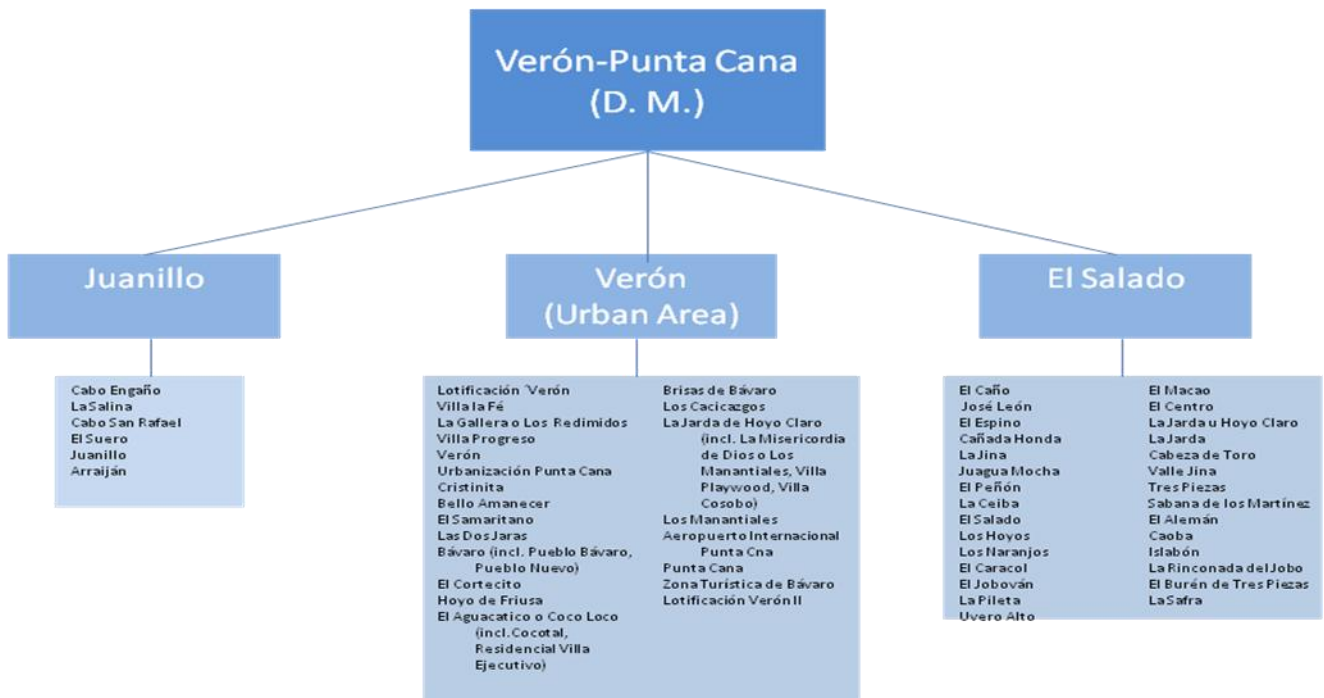 Verón-Punta Cana
(D. M.)
Juanillo
Verón
(Urban Area)
El Salado
Cabo Engaño
La Salina
Cabo San Rafael
El Suero
Juanillo
Arraiján
Lotificación ´Verón
Villa la Fé
La Gallera o Los Redimidos
Villa Progreso
Verón
Urbanización Punta Cana
Cristinita
Bello Amanecer
El Samaritano
Las Dos Jaras
Bávaro (incl. Pueblo Bávaro,
Pueblo Nuevo)
El Cortecito
Hoyo de Friusa
El Aguacatico o Coco Loco
(incl. Cocotal,
Residencial Villa
Ejecutivo)
Brisas de Bávaro
Los Cacicazgos
La Jarda de Hoyo Claro
(incl. La Misericordia
de Dios o Los
Manantiales, Villa
Playwood, Villa
Cosobo)
Los Manantiales
Aeropuerto Internacional
Punta Cna
Punta Cana
Zona Turística de Bávaro
Lotificación Verón II
El Caño
José León
El Espino
Cañada Honda
La Jina
Juagua Mocha
El Peñón
La Ceiba
El Salado
Los Hoyos
Los Naranjos
El Caracol
El Jobován
La Pileta
Uvero Alto
El Macao
El Centro
La Jarda u Hoyo Claro
La Jarda
Cabeza de Toro
Valle Jina
Tres Piezas
Sabana de los Martínez
El Alemán
Caoba
Islabón
La Rinconada del Jobo
El Burén de Tres Piezas
La Safra